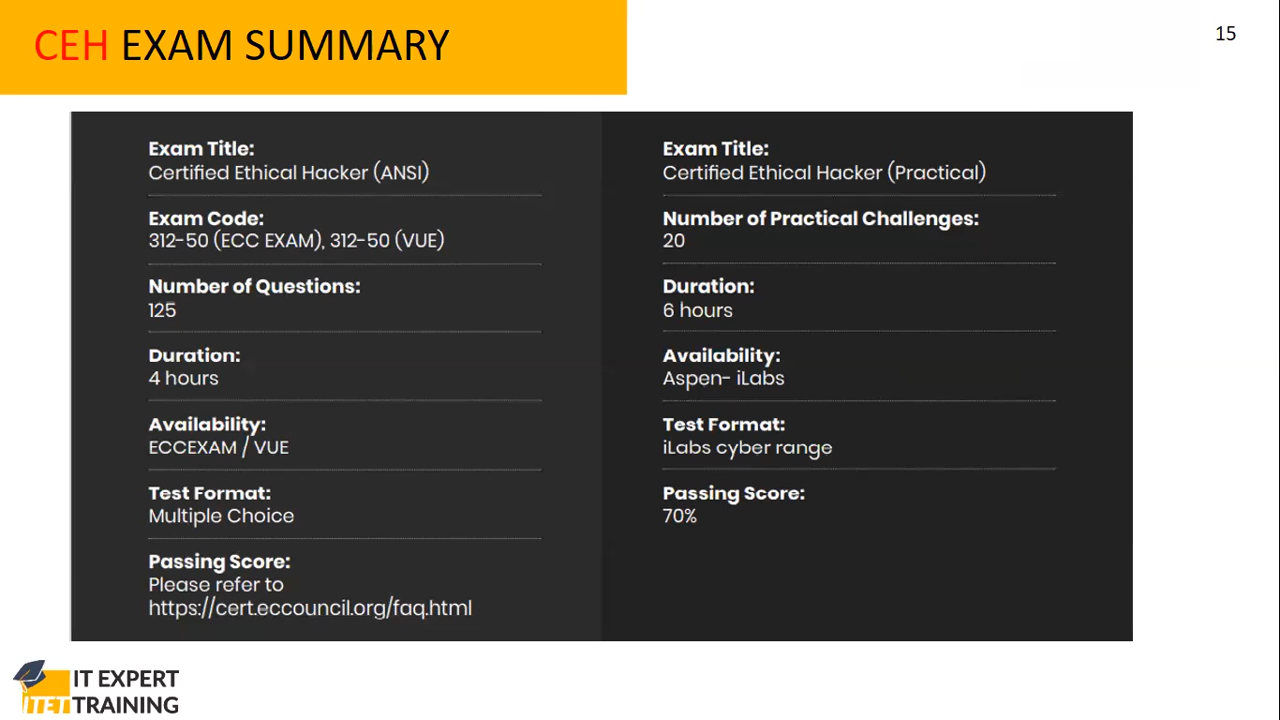 CEH EXAM SUMMARY
15
Exam Title:
Certified Ethical Hacker (ANSI)
Exam Code:
312-50 (ECC EXAM), 312-50 (VUE)
Number of Questions:
125
Duration:
4 hours
Availability:
ECCEXAM / VUE
Test Format:
Multiple Choice
Passing Score:
Please refer to
https://cert.eccouncil.org/faq.html
Exam Title:
Certified Ethical Hacker (Practical)
Number of Practical Challenges:
20
Duration:
6 hours
Availability:
Aspen- iLabs
Test Format:
iLabs cyber range
Passing Score:
70%
IT EXPERT
ITET TRAINING